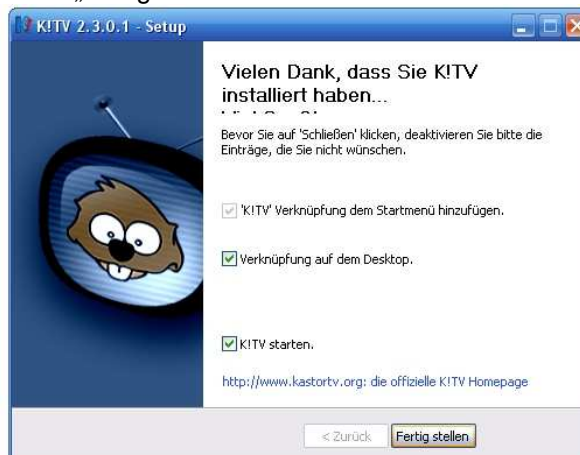 K!TV 2.3.0.1 - Setup
Vielen Dank, dass Sie K!TV
installiert haben...
Bevor Sie auf 'Schließen' klicken, deaktivieren Sie bitte die
Einträge, die Sie nicht wünschen.
'K!TV' Verknüpfung dem Startmenü hinzufügen.
Verknüpfung auf dem Desktop.
K!TV starten.
http://www.kastortv.org: die offizielle K!TV Homepage
< Zurück
Fertig stellen